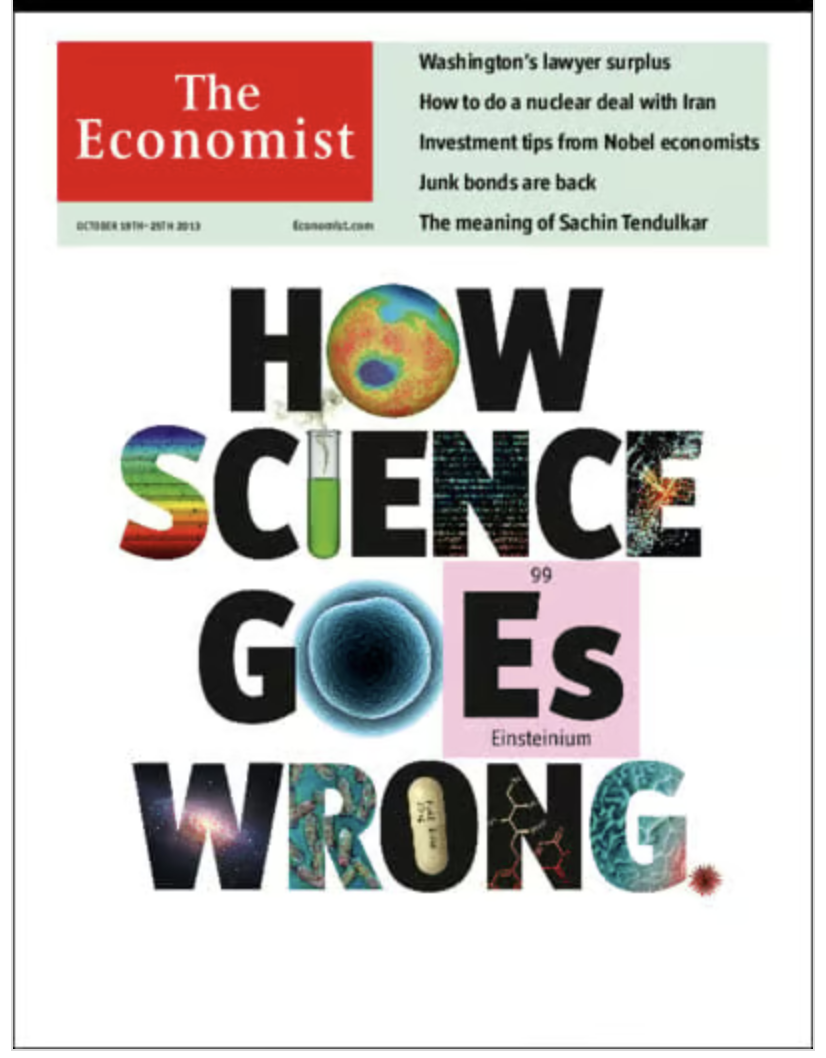 The
Economist
OCTOBER 19TH–25TH 2013
Economist.com
Washington's lawyer surplus
How to do a nuclear deal with Iran
Investment tips from Nobel economists
Junk bonds are back
The meaning of Sachin Tendulkar
HOW
SCIENCE
GOEs
99
Einsteinium
WRONG.